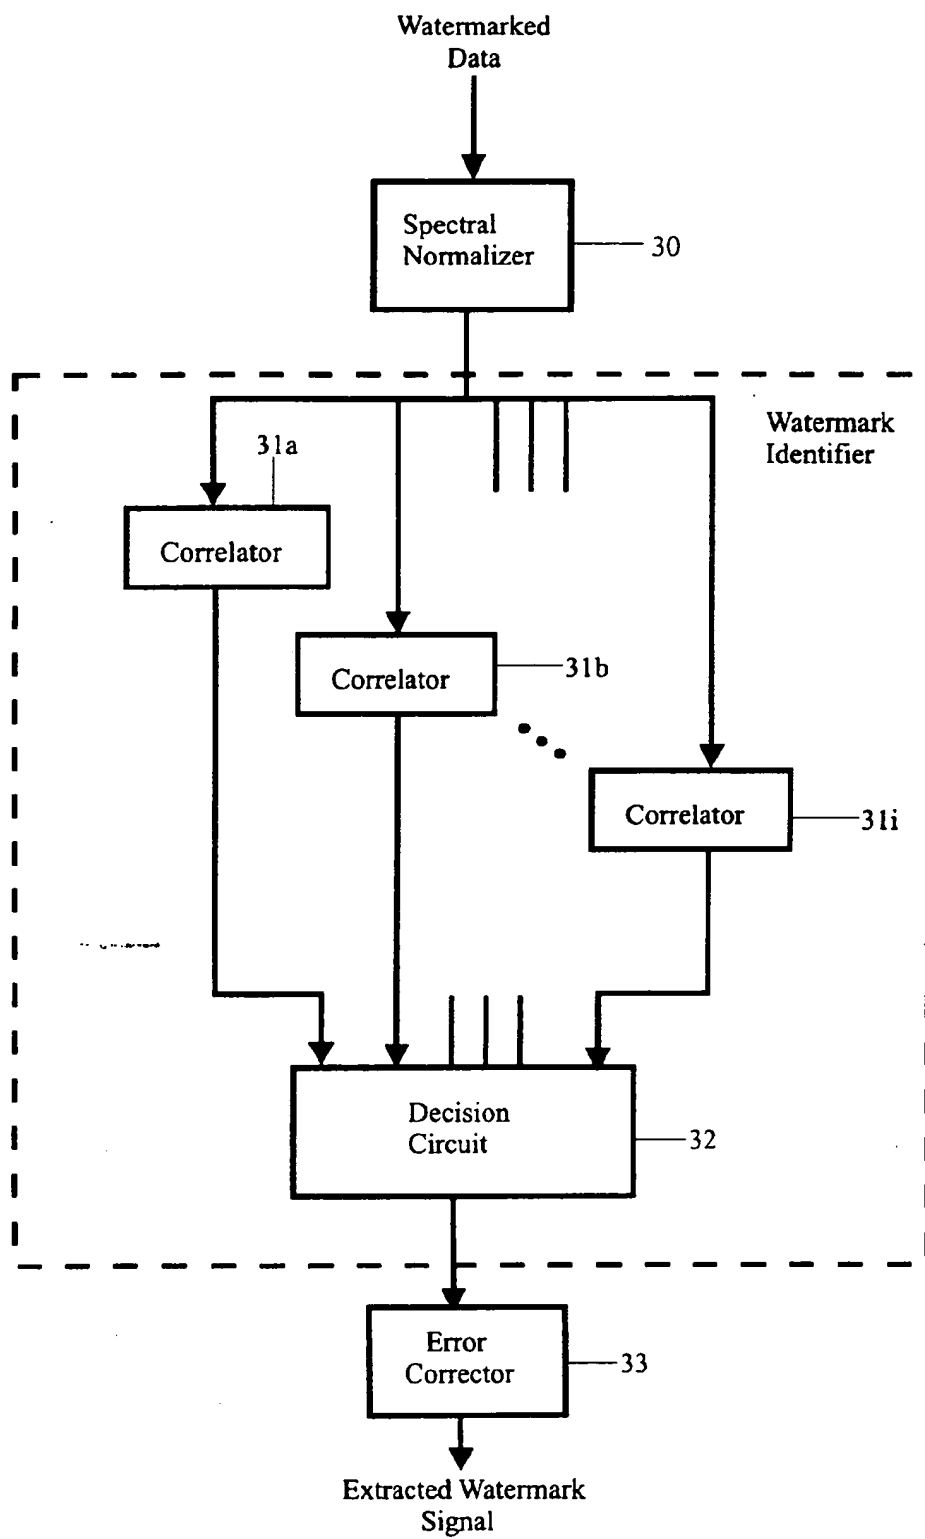 Watermarked
Data
Spectral
Normalizer
30
Watermark
Identifier
31a
Correlator
Correlator
31b
Correlator
31i
Decision
Circuit
32
Error
Corrector
33
Extracted Watermark
Signal